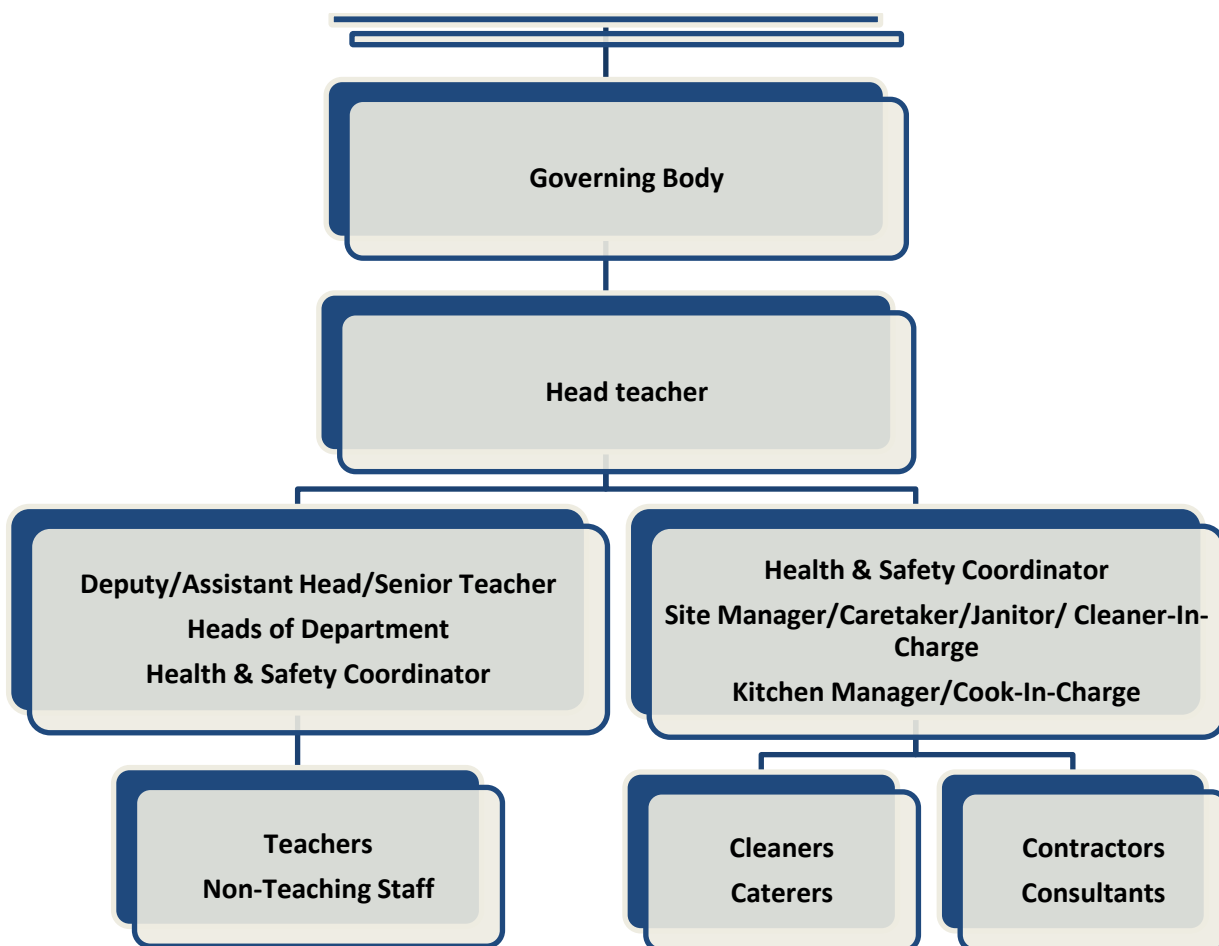 Governing Body
Head teacher
Deputy/Assistant Head/Senior Teacher
Heads of Department
Health & Safety Coordinator
Health & Safety Coordinator
Site Manager/Caretaker/Janitor/ Cleaner-In-
Charge
Kitchen Manager/Cook-In-Charge
Teachers
Non-Teaching Staff
Cleaners
Caterers
Contractors
Consultants